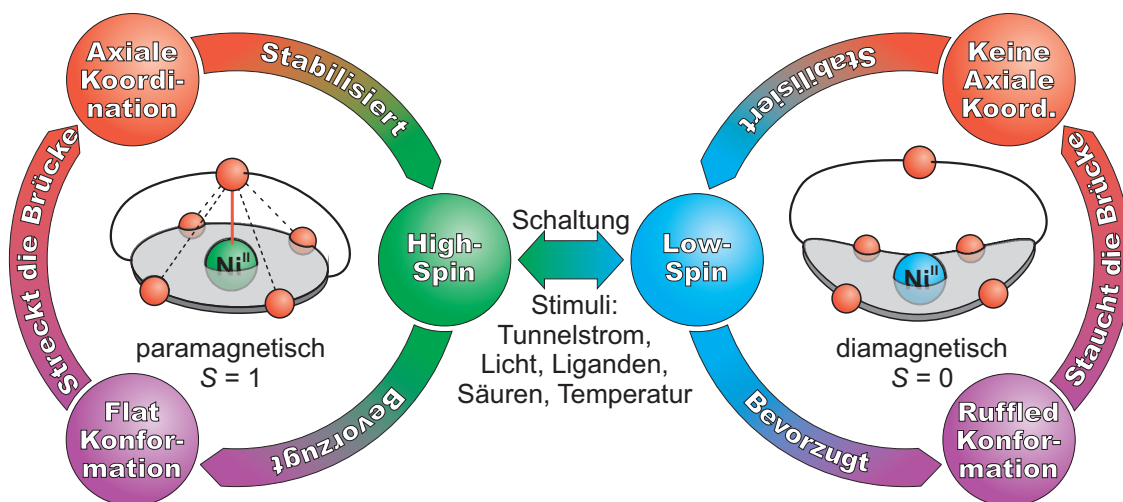 Axiale
Koordi-
nation
Stabilisiert
High-
Spin
Bevorzugt
Flat
Konfor-
mation
Streckt die Brücke
Ni^II
paramagnetisch
S = 1
Schaltung
Stimuli:
Tunnelstrom,
Licht, Liganden,
Säuren, Temperatur
Keine
Axiale
Koord.
Stabilisiert
Low-
Spin
Bevorzugt
Ruffled
Konfor-
mation
Staucht die Brücke
Ni^II
diamagnetisch
S = 0